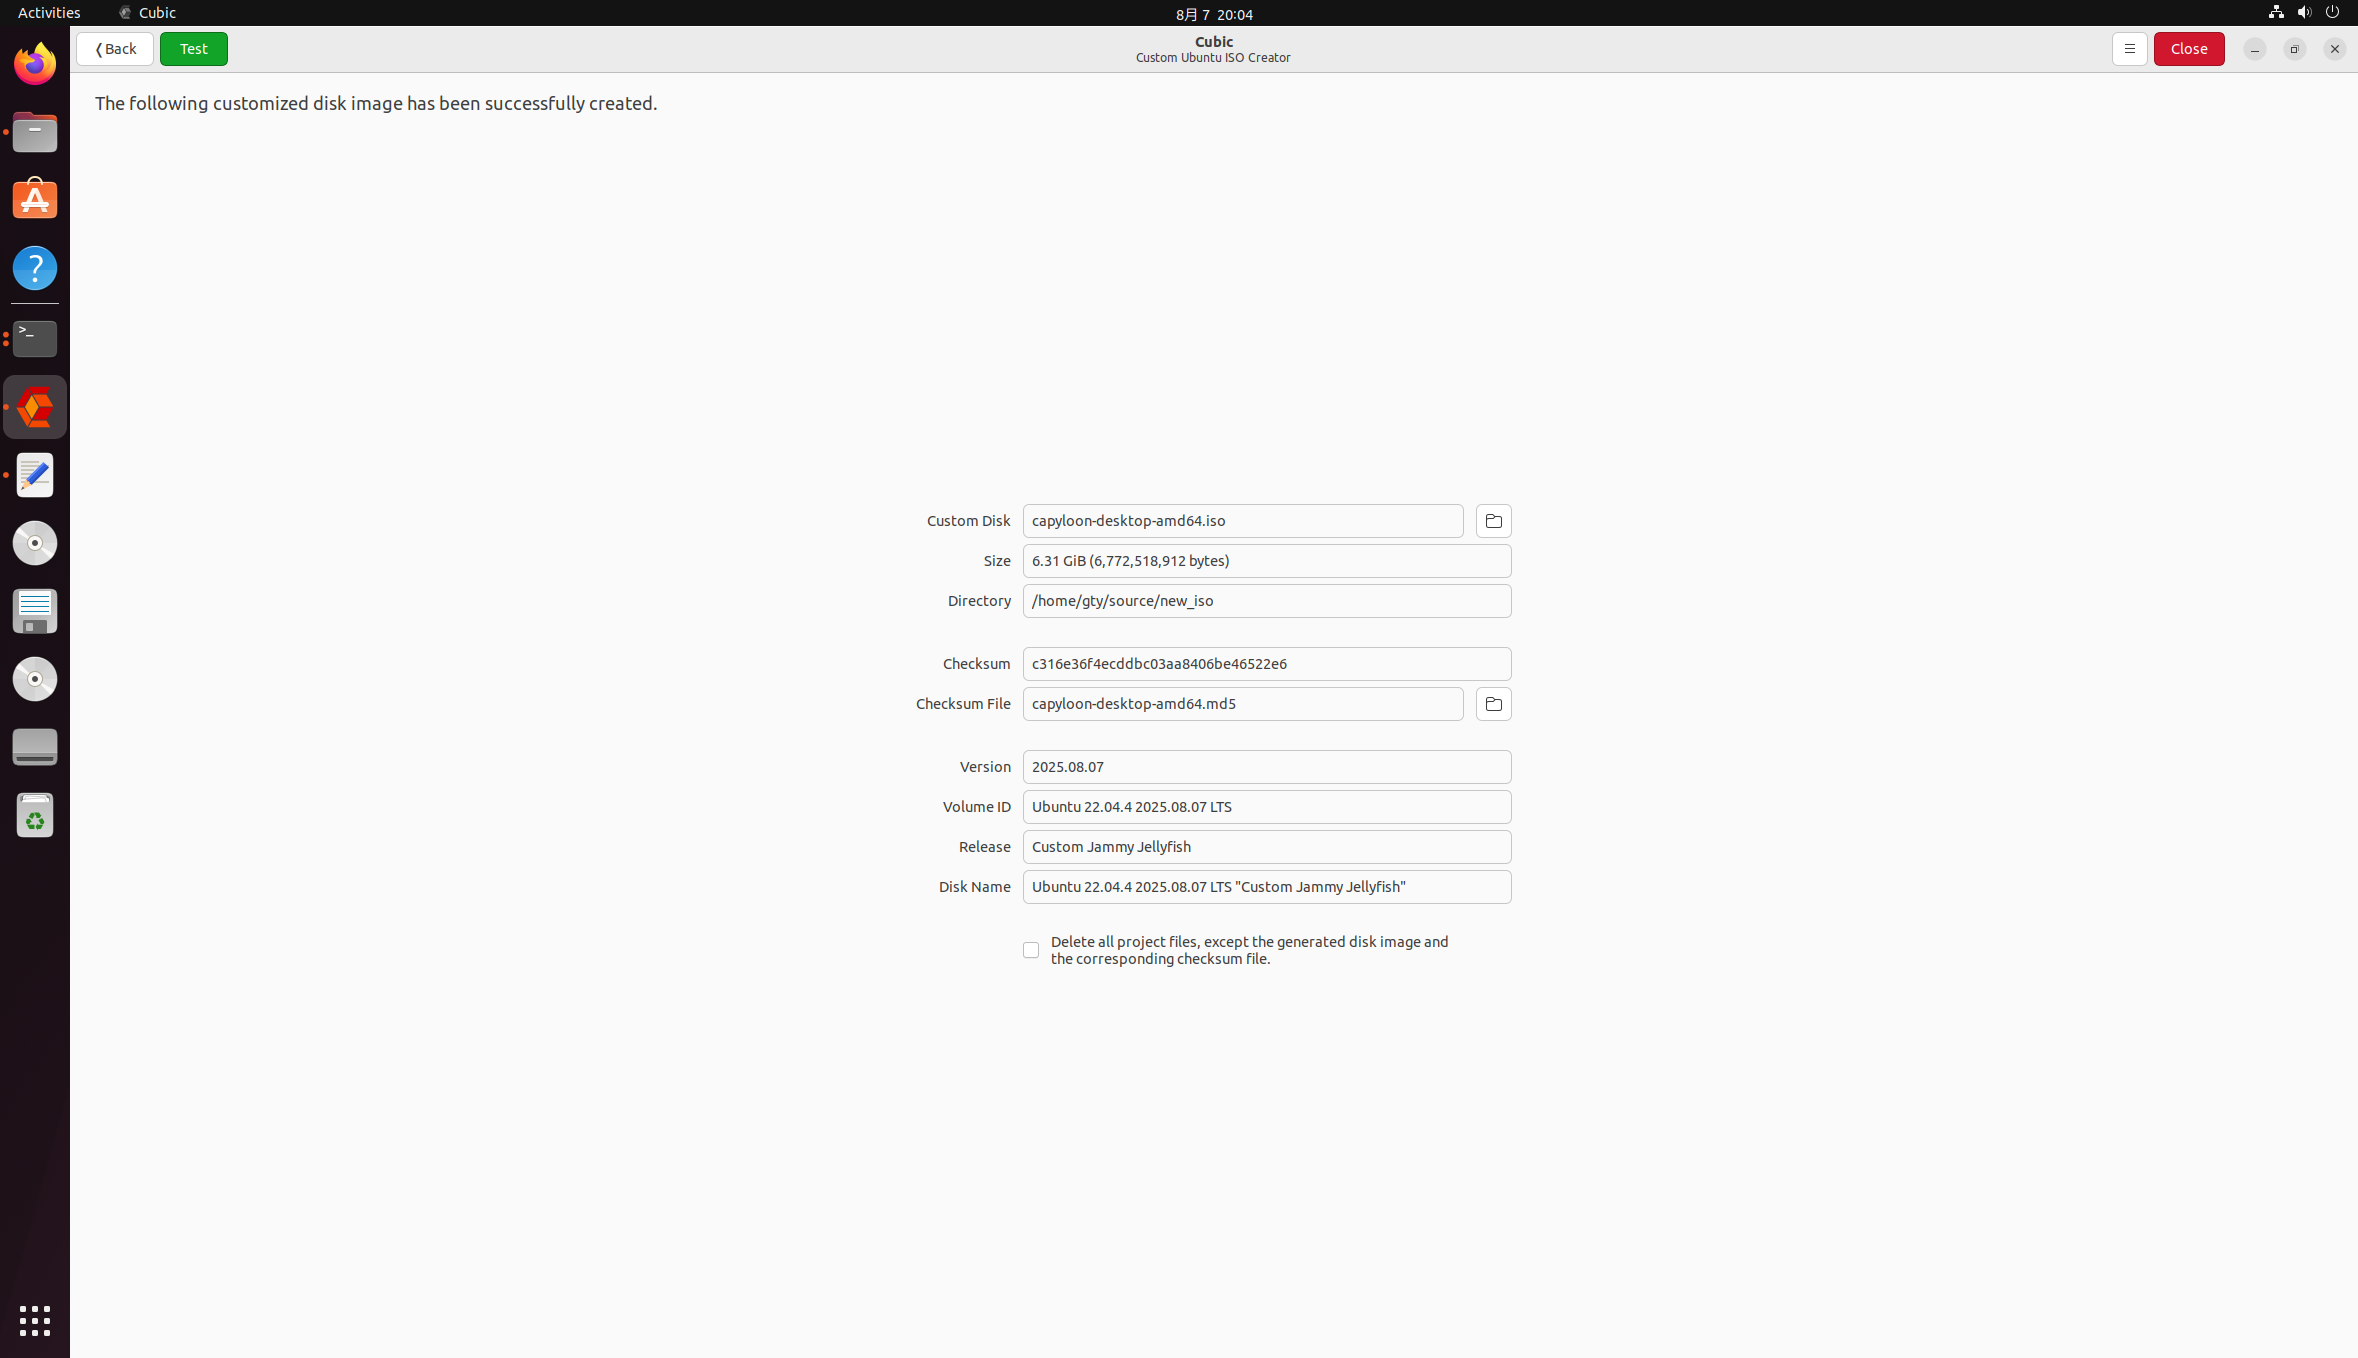 Activities
Cubic
8月 7 20:04
Back
Test
Cubic
Custom Ubuntu ISO Creator
Close
The following customized disk image has been successfully created.
Custom Disk
capyloon-desktop-amd64.iso
Size
6.31 GiB (6,772,518,912 bytes)
Directory
/home/gty/source/new_iso
Checksum
c316e36f4ecddbc03aa8406be46522e6
Checksum File
capyloon-desktop-amd64.md5
Version
2025.08.07
Volume ID
Ubuntu 22.04.4 2025.08.07 LTS
Release
Custom Jammy Jellyfish
Disk Name
Ubuntu 22.04.4 2025.08.07 LTS "Custom Jammy Jellyfish"
Delete all project files, except the generated disk image and
the corresponding checksum file.